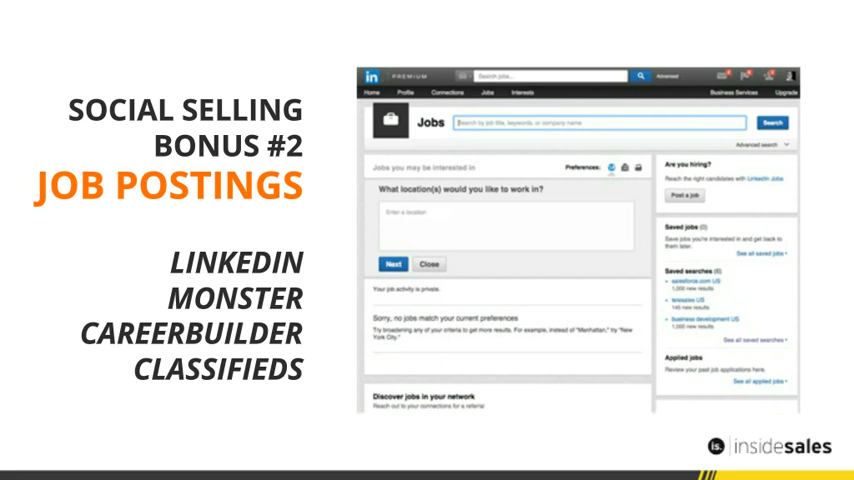 SOCIAL SELLING
BONUS #2
JOB POSTINGS
LINKEDIN
MONSTER
CAREERBUILDER
CLASSIFIEDS
in PREMIUM Search jobs... Advanced
Home Profile Connections Jobs Interests Business Services Upgrade
Jobs Search by job title, keywords, or company name Search
Advanced search
Jobs you may be interested in Preferences:
What location(s) would you like to work in?
Enter a location
Next Close
Your job activity is private.
Sorry, no jobs match your current preferences
Try broadening any of your criteria to get more results. For example, instead of "Manhattan," try "New
York City."
Discover jobs in your network
Reach out to your connections for a referral
Are you hiring?
Reach the right candidates with LinkedIn Jobs
Post a job
Saved jobs (0)
Save jobs you're interested in and get back to
them later.
See all saved jobs
Saved searches (6)
salesforce.com US
1,000 new results
telesales US
145 new results
business development US
1,000 new results
See all saved searches
Applied jobs
Review your past job applications here.
See all applied jobs
is. insidesales